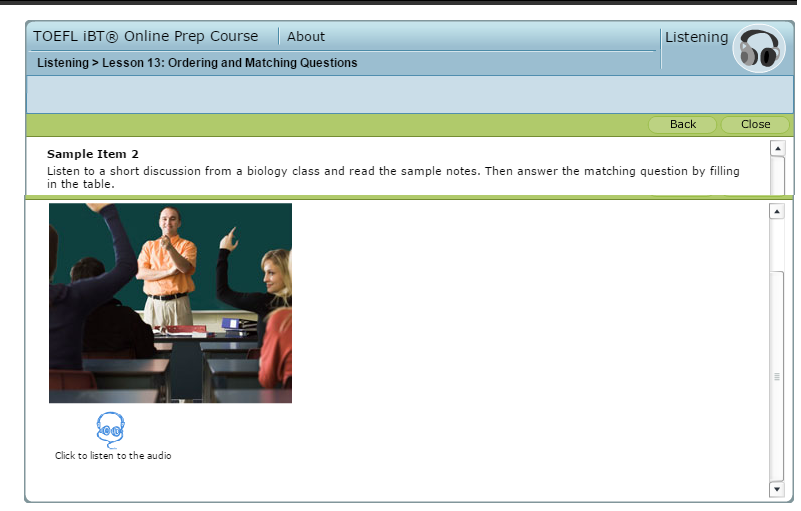 TOEFL iBT® Online Prep Course About
Listening
Listening > Lesson 13: Ordering and Matching Questions
Back Close
Sample Item 2
Listen to a short discussion from a biology class and read the sample notes. Then answer the matching question by filling
in the table.
Click to listen to the audio